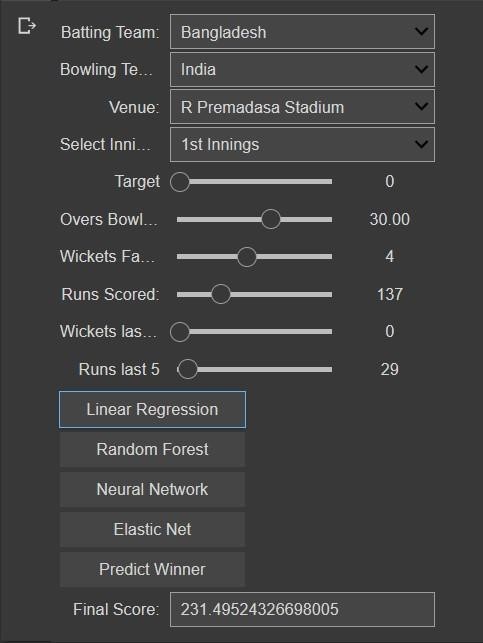 Batting Team: Bangladesh
Bowling Te... India
Venue: R Premadasa Stadium
Select Inni... 1st Innings
Target 0
Overs Bowl... 30.00
Wickets Fa... 4
Runs Scored: 137
Wickets las... 0
Runs last 5 29
Linear Regression
Random Forest
Neural Network
Elastic Net
Predict Winner
Final Score: 231.49524326698005